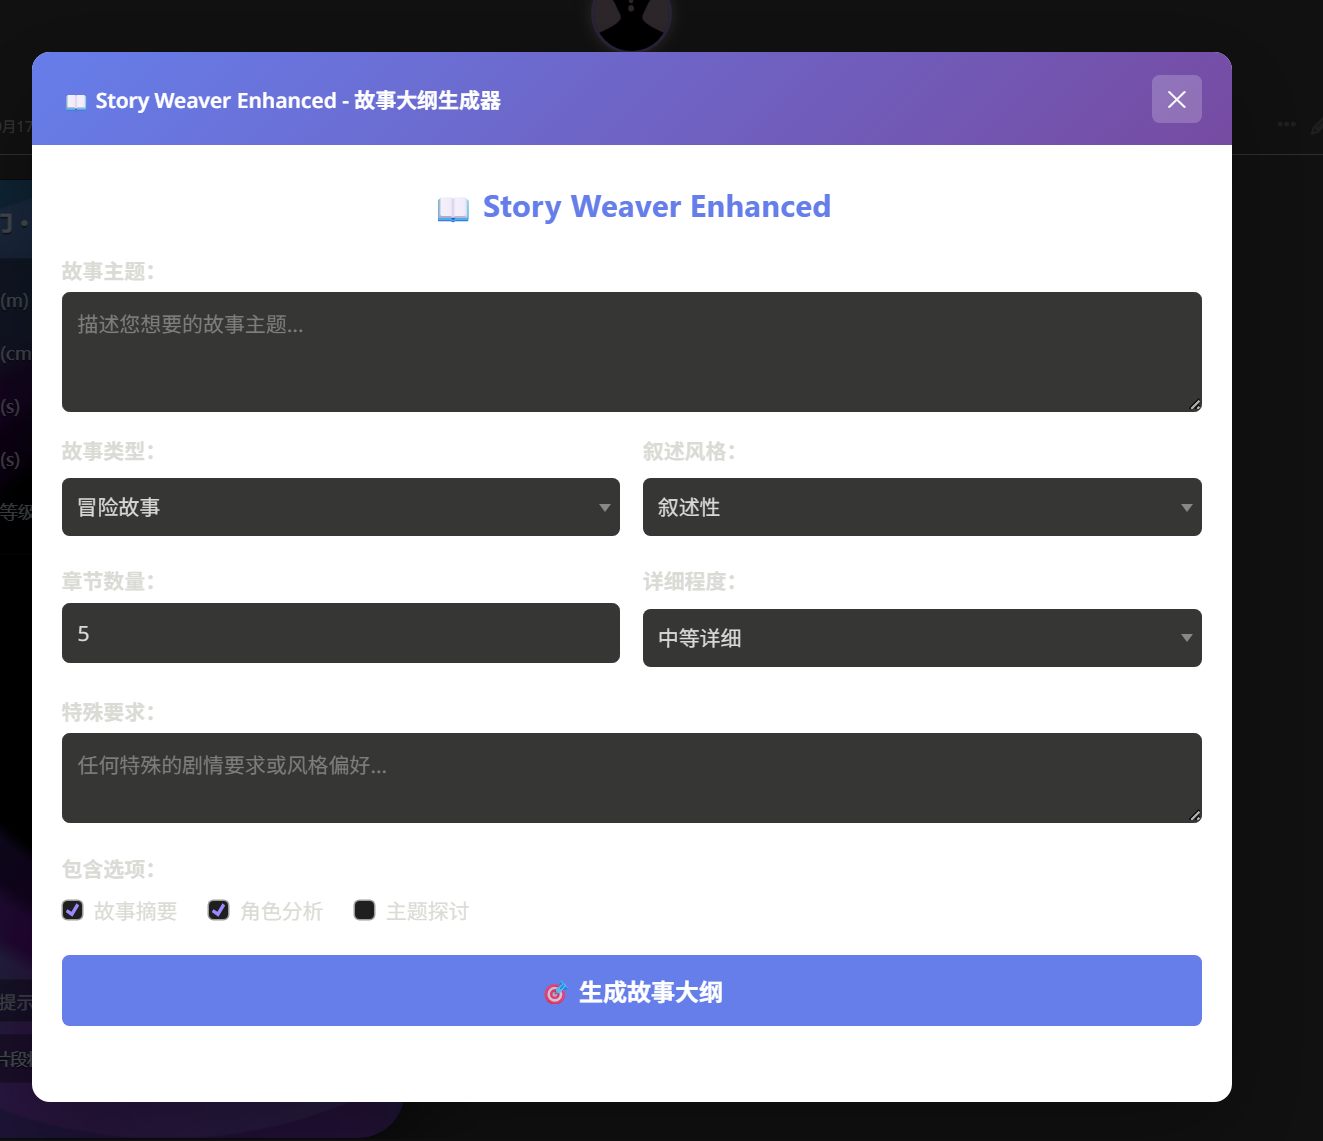 月17
Story Weaver Enhanced - 故事大纲生成器
Story Weaver Enhanced
故事主题：
描述您想要的故事主题...
故事类型：
叙述风格：
冒险故事
叙述性
章节数量：
详细程度：
5
中等详细
特殊要求：
任何特殊的剧情要求或风格偏好...
包含选项：
故事摘要
角色分析
主题探讨
生成故事大纲
(m)
(cm
(s)
(s)
等级
提示
片段